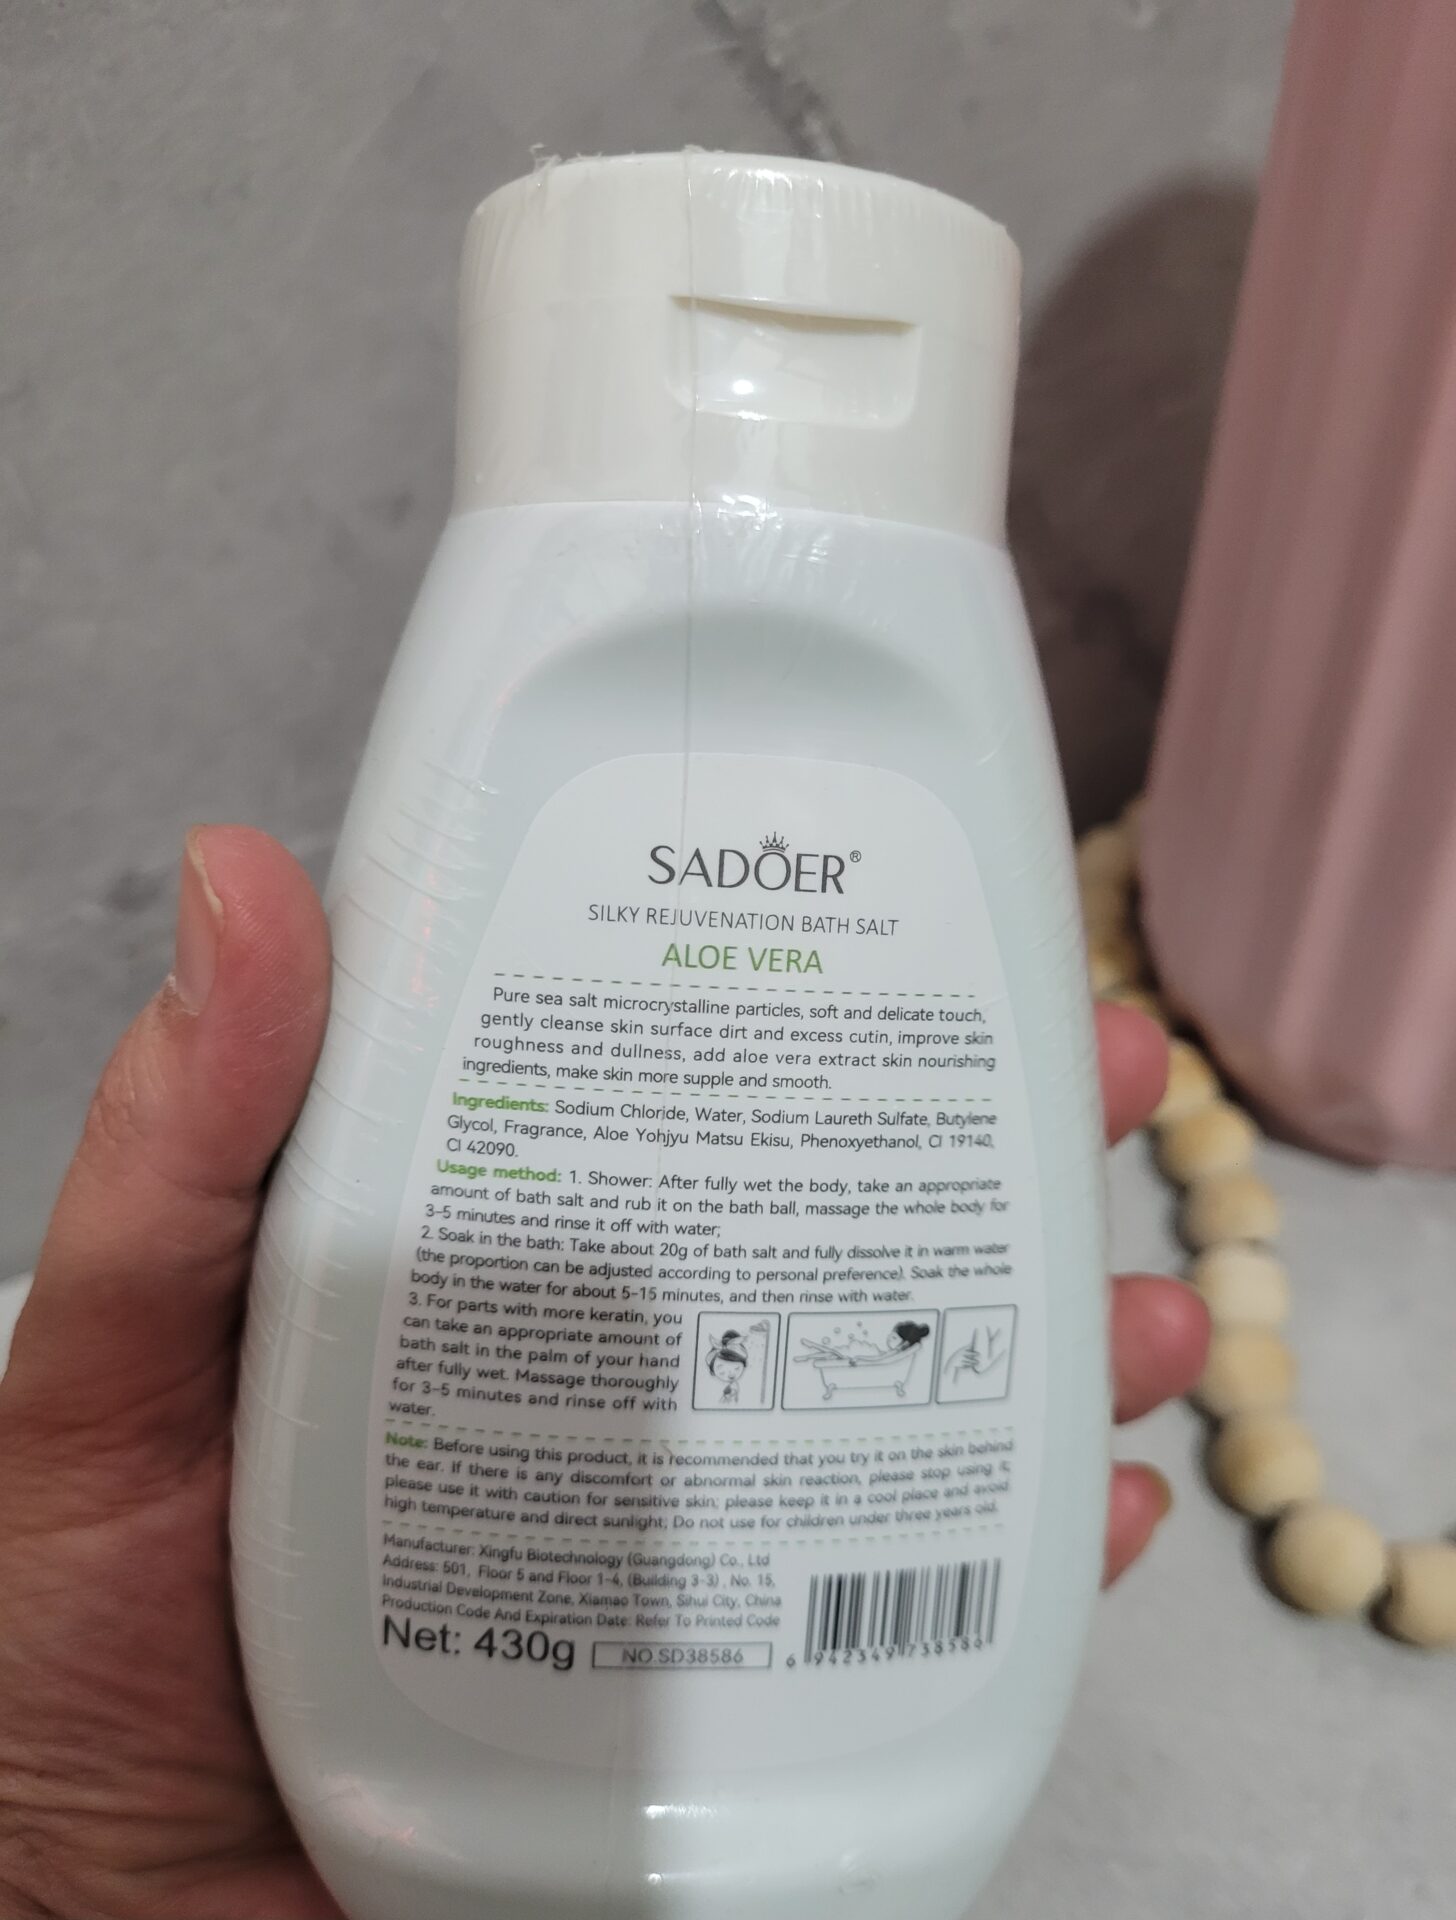 SADOER®
SILKY REJUVENATION BATH SALT
ALOE VERA
Pure sea salt microcrystalline particles, soft and delicate touch,
gently cleanse skin surface dirt and excess cutin, improve skin
roughness and dullness, add aloe vera extract skin nourishing
ingredients, make skin more supple and smooth.
Ingredients: Sodium Chloride, Water, Sodium Laureth Sulfate, Butylene
Glycol, Fragrance, Aloe Yohjyu Matsu Ekisu, Phenoxyethanol, CI 19140,
CI 42090.
Usage method: 1. Shower: After fully wet the body, take an appropriate
amount of bath salt and rub it on the bath ball, massage the whole body for
3-5 minutes and rinse it off with water;
2. Soak in the bath: Take about 20g of bath salt and fully dissolve it in warm water
(the proportion can be adjusted according to personal preference). Soak the whole
body in the water for about 5-15 minutes, and then rinse with water.
3. For parts with more keratin, you
can take an appropriate amount of
bath salt in the palm of your hand
after fully wet. Massage thoroughly
for 3-5 minutes and rinse off with
water.
Note: Before using this product, it is recommended that you try it on the skin behind
the ear. If there is any discomfort or abnormal skin reaction, please stop using it;
please use it with caution for sensitive skin; please keep it in a cool place and avoid
high temperature and direct sunlight; Do not use for children under three years old.
Manufacturer: Xingfu Biotechnology (Guangdong) Co., Ltd
Address: 501, Floor 5 and Floor 1-4, (Building 3-3), No. 15,
Industrial Development Zone, Xiamao Town, Sihui City, China
Production Code And Expiration Date: Refer To Printed Code
Net: 430g NO.SD38586
6 942349 738586